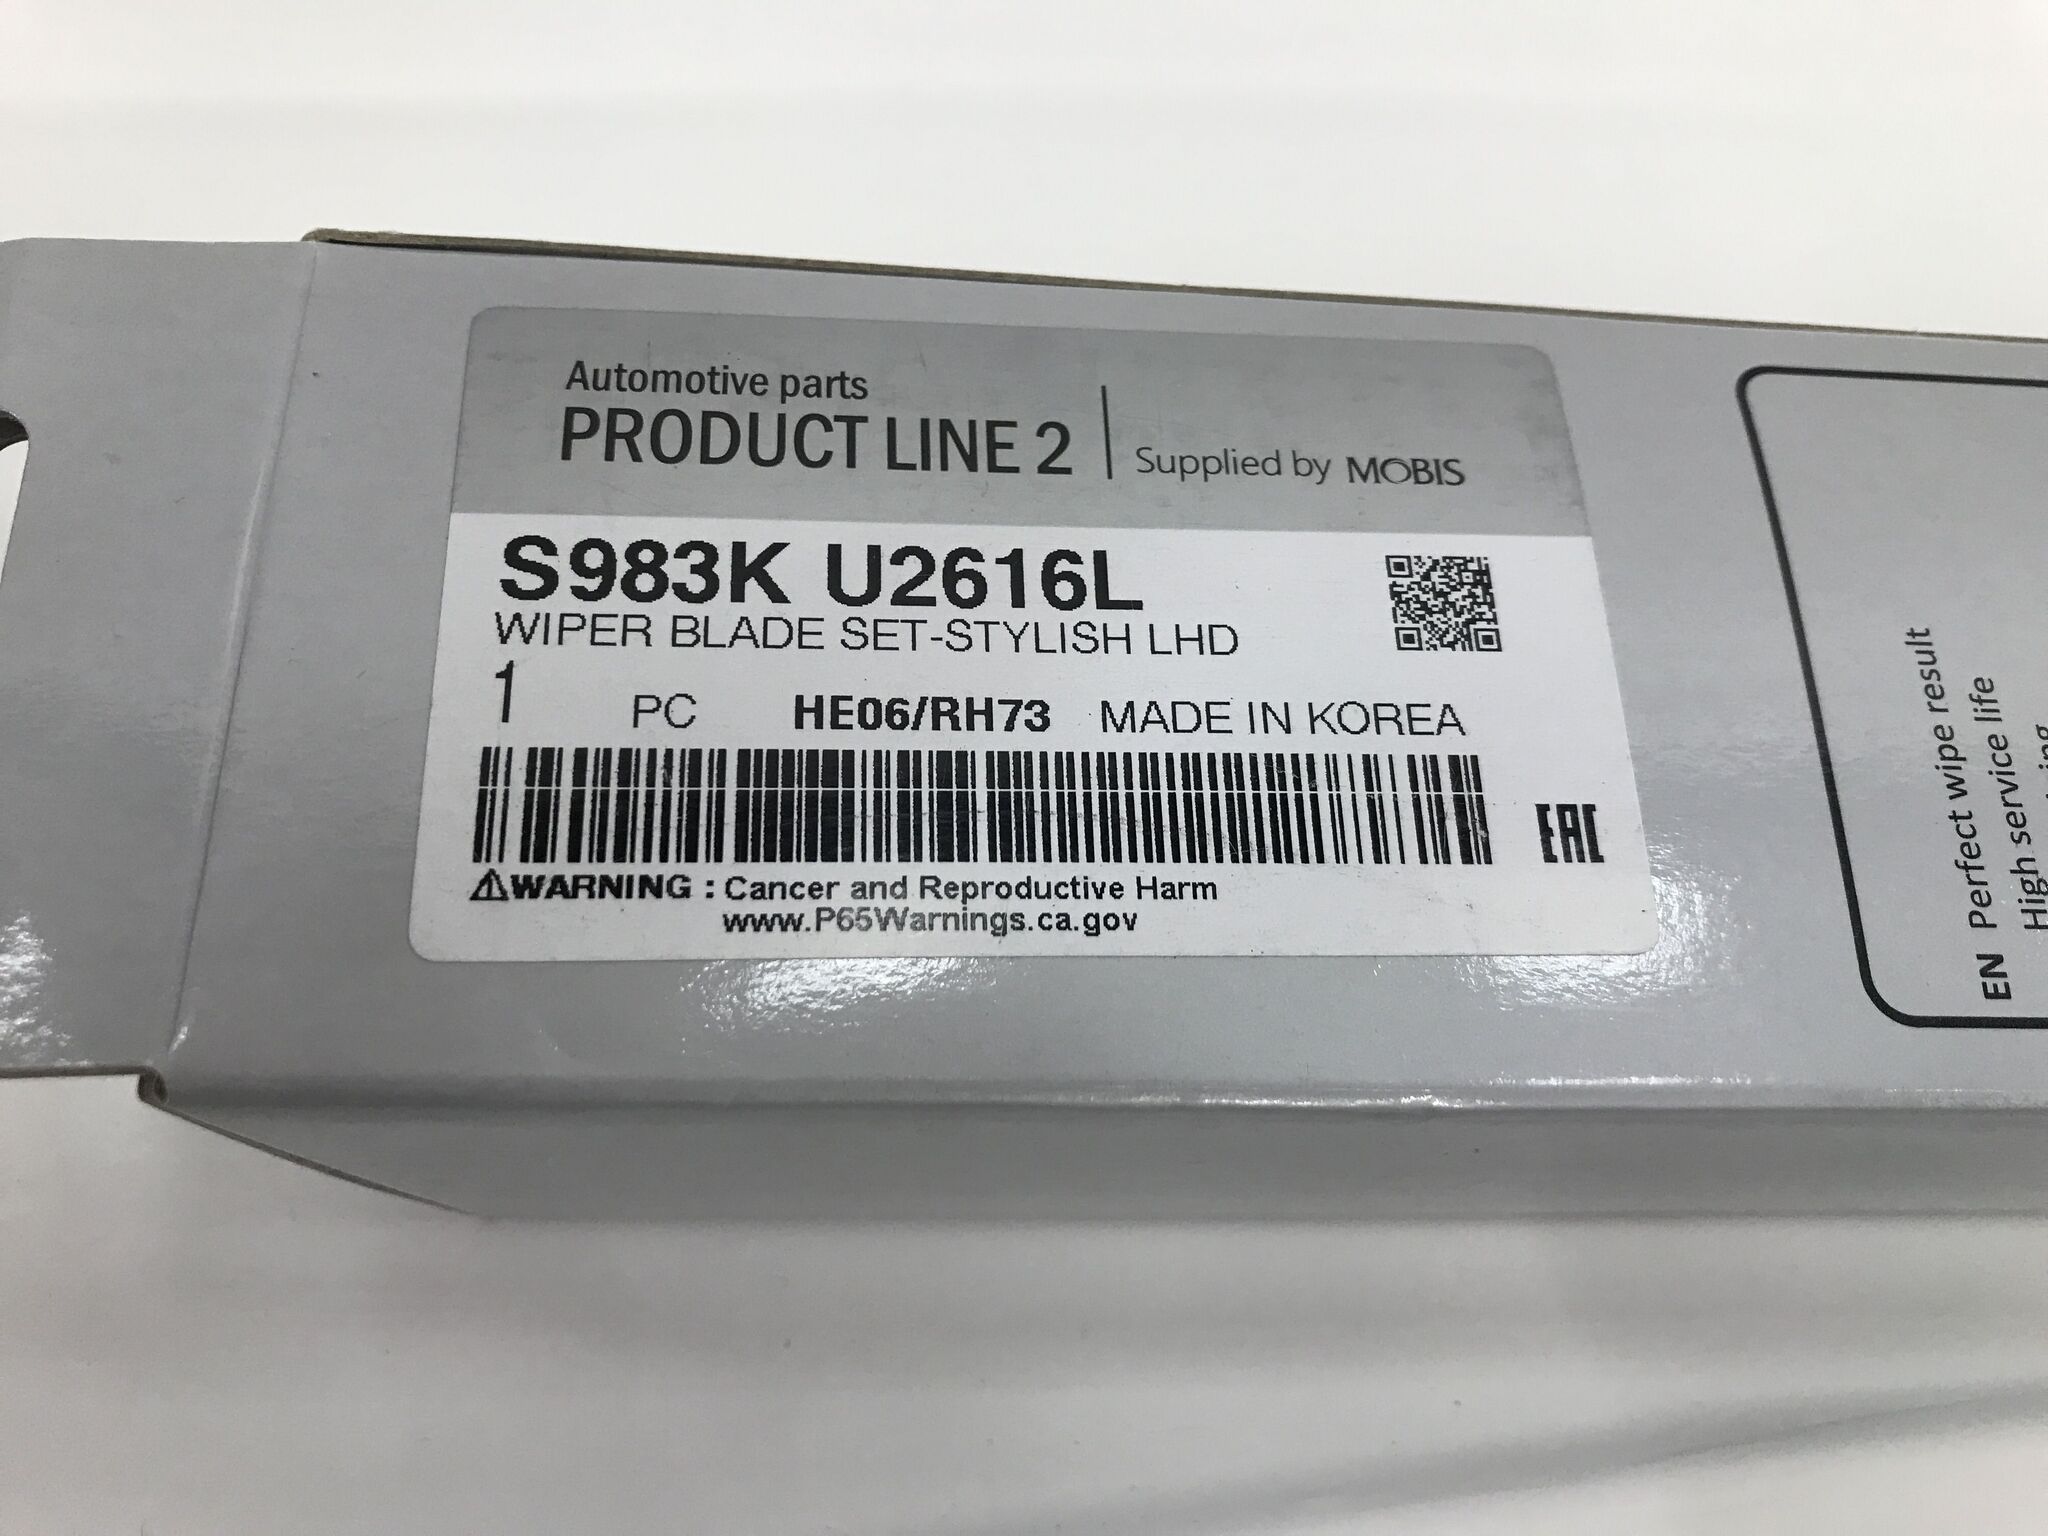 Automotive parts
PRODUCT LINE 2
Supplied by MOBIS
S983K U2616L
WIPER BLADE SET-STYLISH LHD
1 PC HE06/RH73 MADE IN KOREA
EAC
WARNING : Cancer and Reproductive Harm
www.P65Warnings.ca.gov
EN Perfect wipe result
High service life